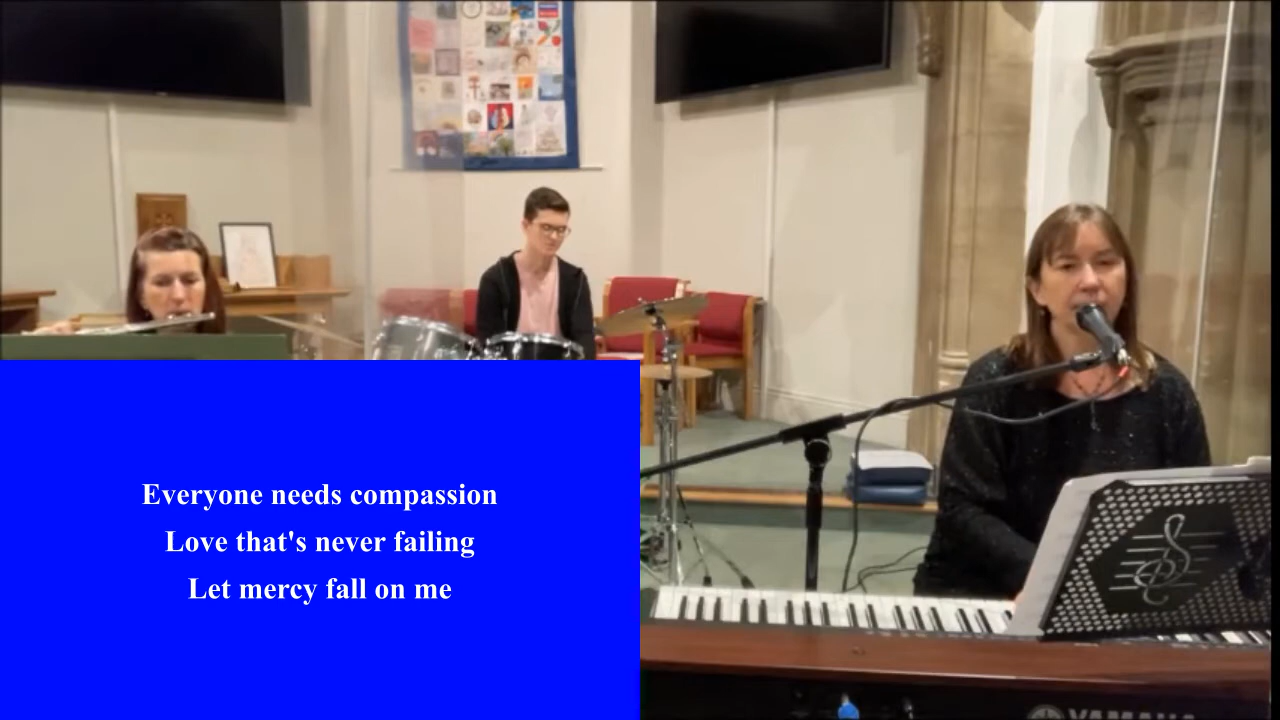 Everyone needs compassion
Love that's never failing
Let mercy fall on me
YAMAHA